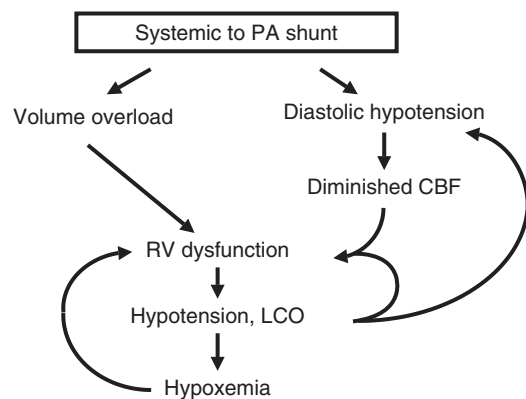 Systemic to PA shunt
Volume overload
Diastolic hypotension
Diminished CBF
RV dysfunction
Hypotension, LCO
Hypoxemia